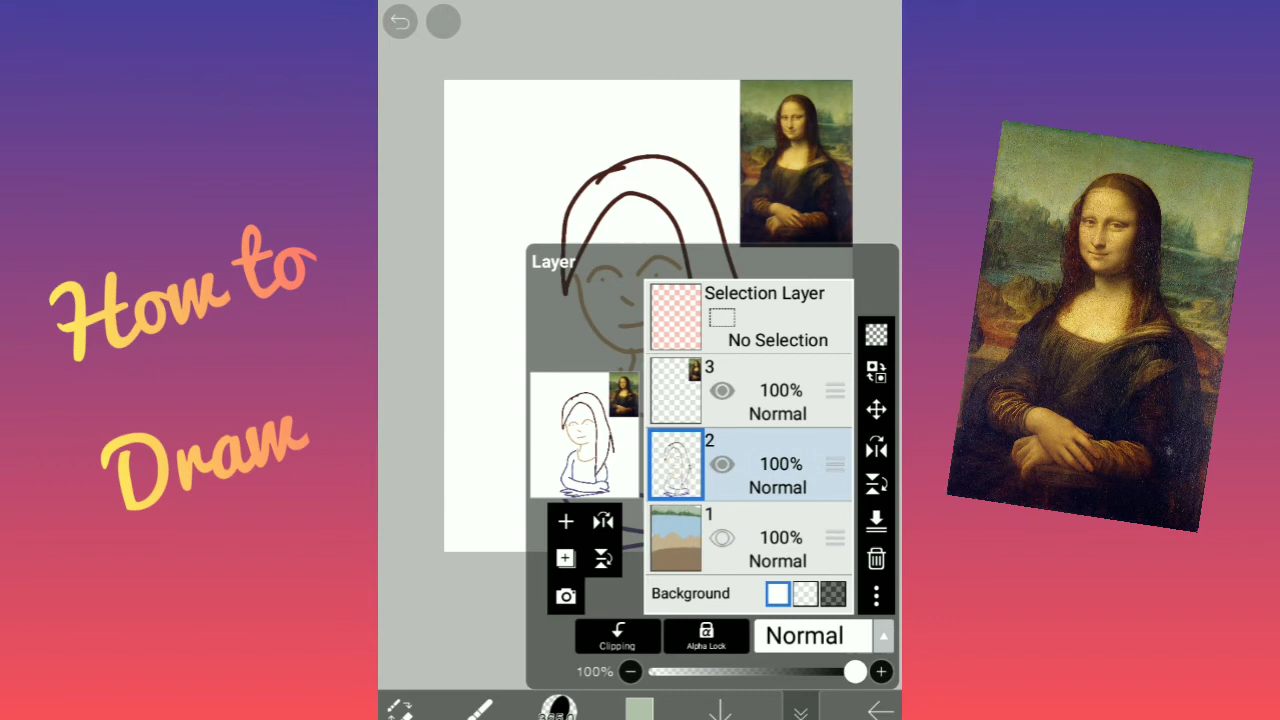 How to
Draw
Layer
Selection Layer
No Selection
3
100%
Normal
2
100%
Normal
1
100%
Normal
Background
Clipping
α
Alpha Lock
Normal
100%